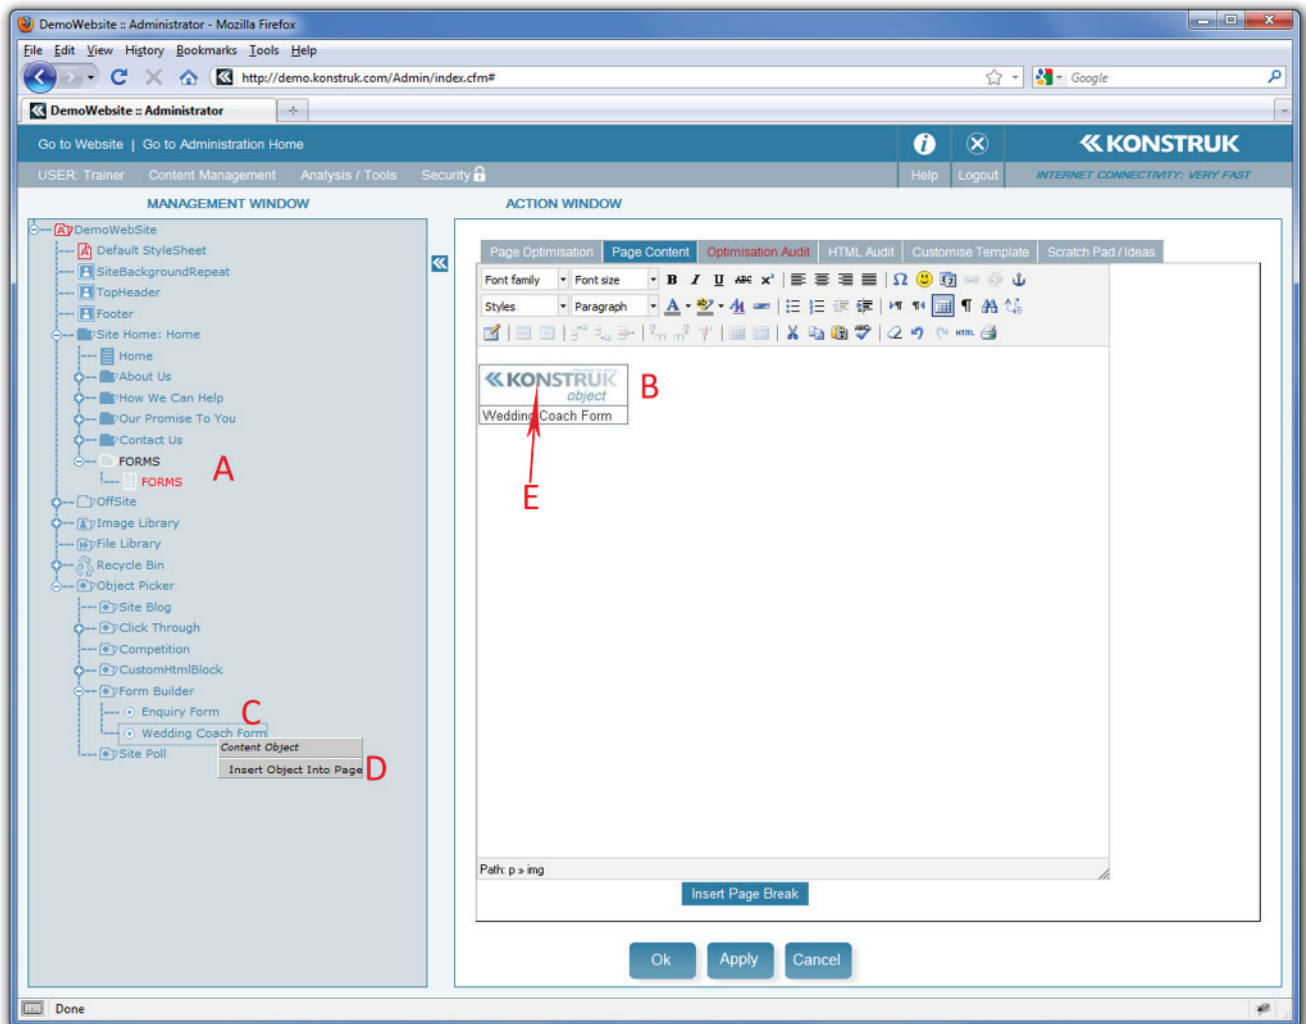 DemoWebsite :: Administrator - Mozilla Firefox
File Edit View History Bookmarks Tools Help
http://demo.konstruk.com/Admin/index.cfm#
Google
DemoWebsite :: Administrator
Go to Website | Go to Administration Home
KONSTRUK
USER: Trainer Content Management Analysis / Tools Security
Help Logout INTERNET CONNECTIVITY: VERY FAST
MANAGEMENT WINDOW
DemoWebSite
Default StyleSheet
SiteBackgroundRepeat
TopHeader
Footer
Site Home: Home
Home
About Us
How We Can Help
Our Promise To You
Contact Us
FORMS
A
FORMS
OffSite
Image Library
File Library
Recycle Bin
Object Picker
Site Blog
Click Through
Competition
CustomHtmlBlock
Form Builder
Enquiry Form
C
Wedding Coach Form
Content Object
Site Poll
Insert Object Into Page
D
ACTION WINDOW
Page Optimisation Page Content Optimisation Audit HTML Audit Customise Template Scratch Pad / Ideas
Font family Font size B I U ABC x²
Styles Paragraph
HTML
KONSTRUK
object
B
Wedding Coach Form
E
Path: p » img
Insert Page Break
Ok Apply Cancel
Done